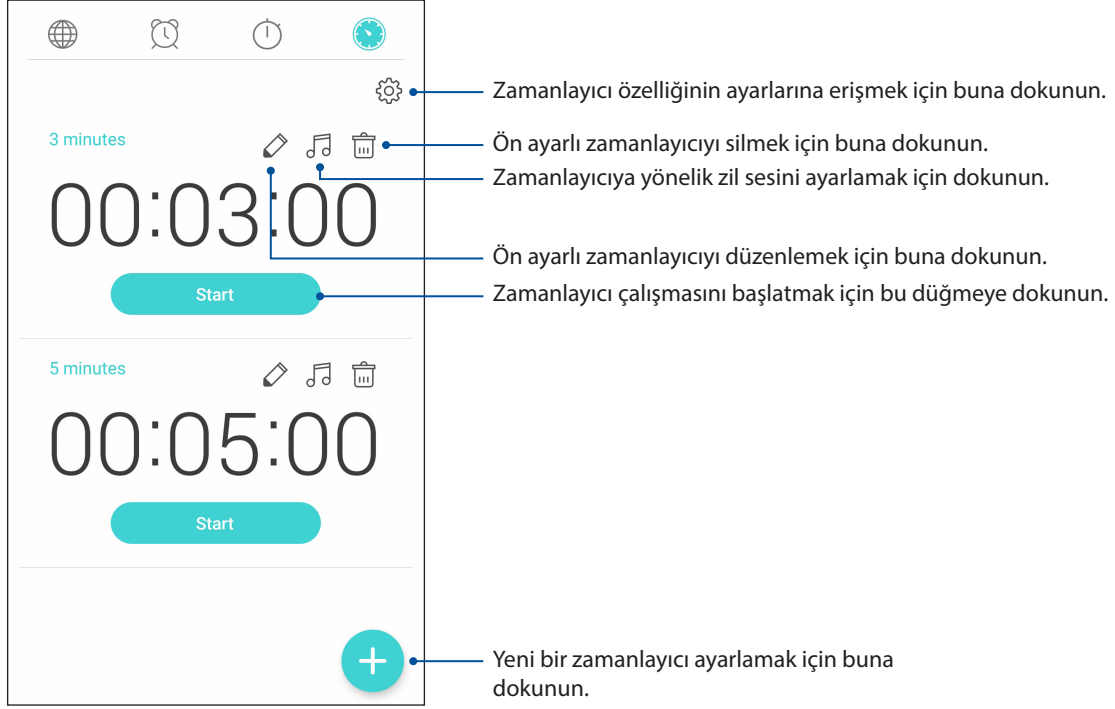 Zamanlayıcı özelliğinin ayarlarına erişmek için buna dokunun.
3 minutes
Ön ayarlı zamanlayıcıyı silmek için buna dokunun.
Zamanlayıcıya yönelik zil sesini ayarlamak için dokunun.
00:03:00
Ön ayarlı zamanlayıcıyı düzenlemek için buna dokunun.
Start
Zamanlayıcı çalışmasını başlatmak için bu düğmeye dokunun.
5 minutes
00:05:00
Start
Yeni bir zamanlayıcı ayarlamak için buna
dokunun.